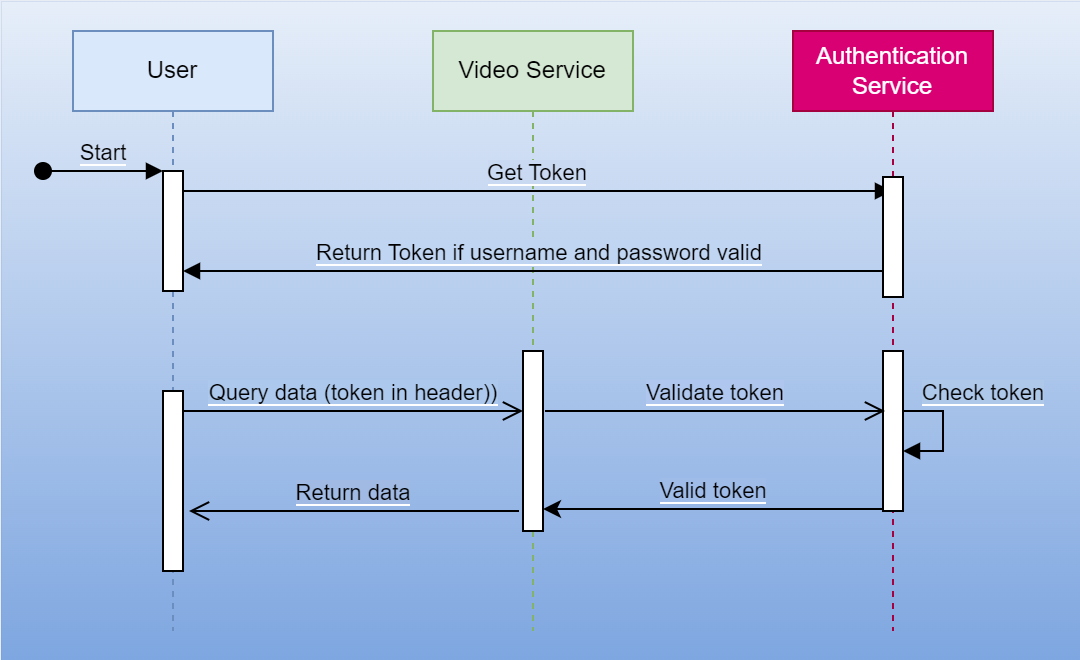 User
Video Service
Authentication
Service
Start
Get Token
Return Token if username and password valid
Query data (token in header))
Validate token
Check token
Return data
Valid token